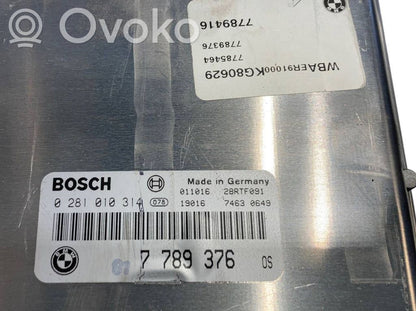 Ovoko
7789416
7789376
7785464
WBAER91000KG80629
BOSCH
Made in Germany
0 281 010 314 078
011016 28RTF091
19016 7463 0649
7 789 376 OS